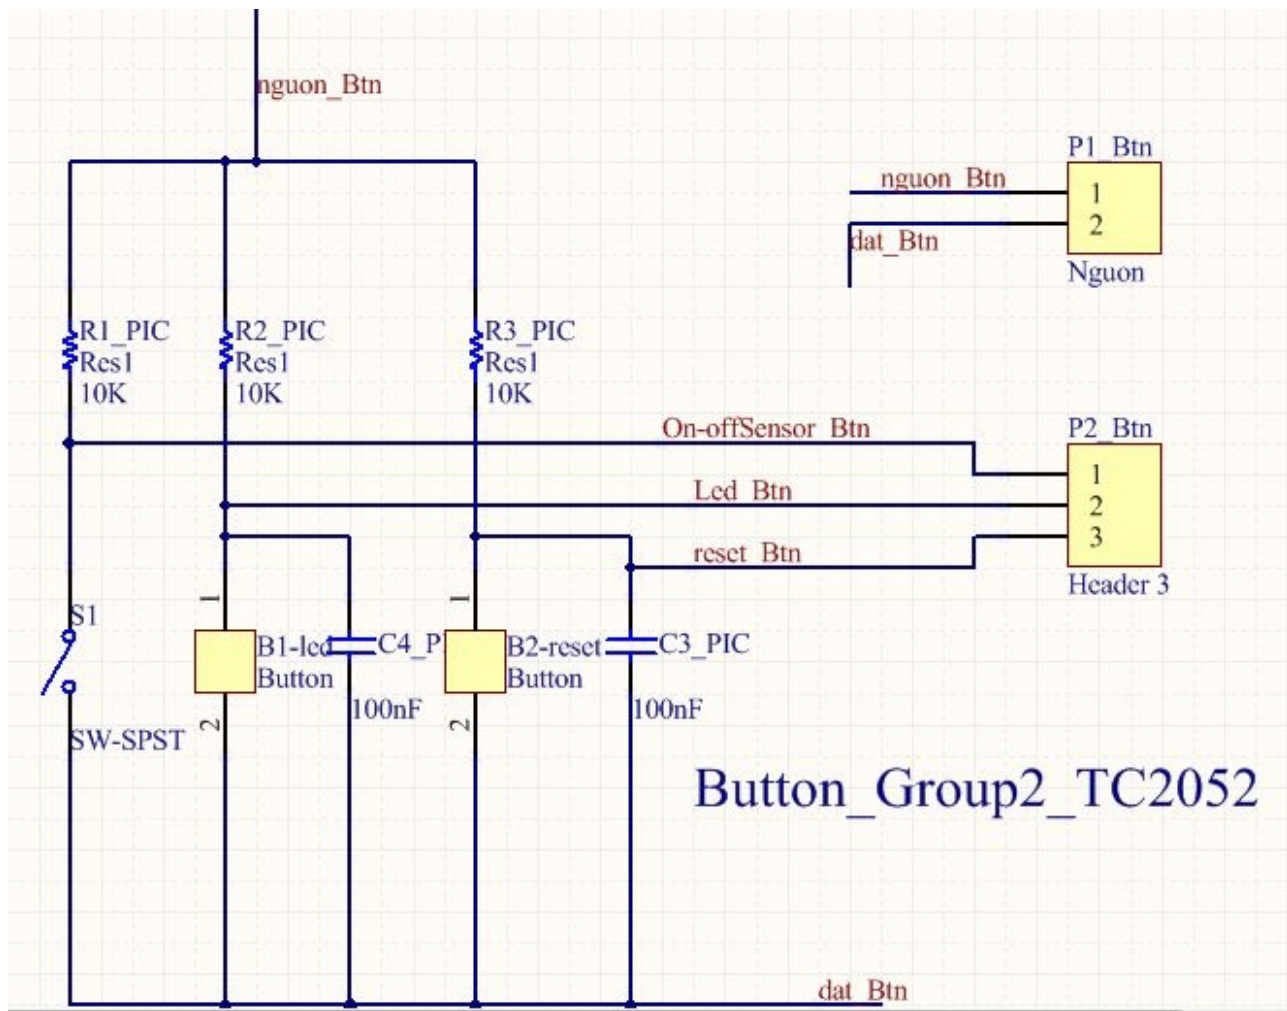 nguon_Btn
P1_Btn
nguon_Btn
1
2
dat_Btn
Nguon
R1_PIC
Res1
10K
R2_PIC
Res1
10K
R3_PIC
Res1
10K
On-offSensor_Btn
P2_Btn
1
Led_Btn
2
reset_Btn
3
Header 3
S1
SW-SPST
1
B1-led
Button
2
C4_P
100nF
1
B2-reset
Button
2
C3_PIC
100nF
Button_Group2_TC2052
dat_Btn